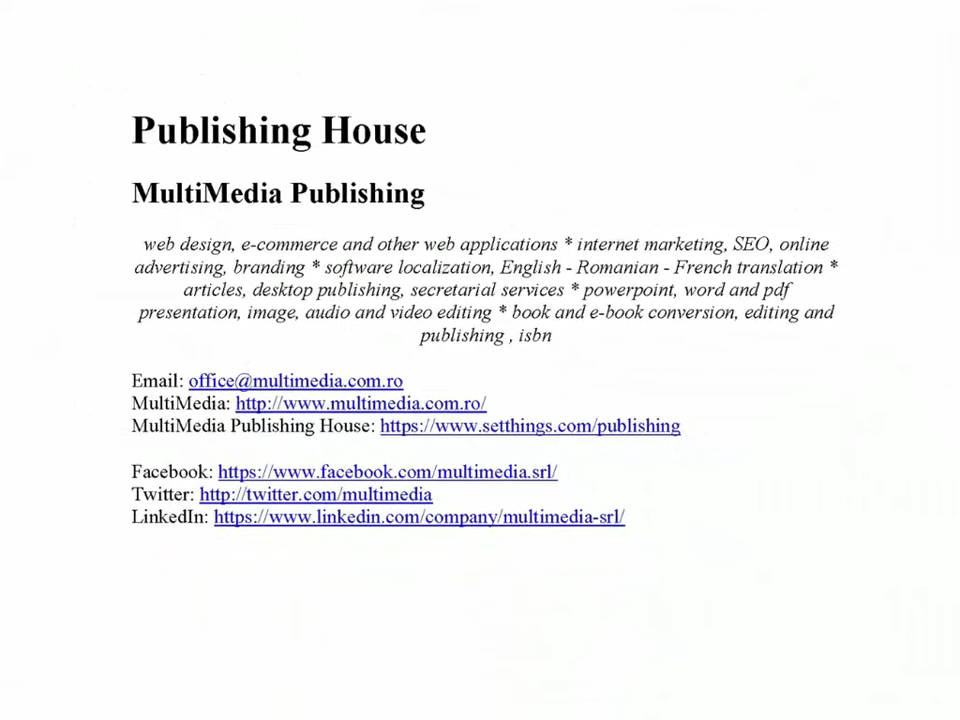 Publishing House
MultiMedia Publishing
web design, e-commerce and other web applications * internet marketing, SEO, online
advertising, branding * software localization, English - Romanian - French translation *
articles, desktop publishing, secretarial services * powerpoint, word and pdf
presentation, image, audio and video editing * book and e-book conversion, editing and
publishing , isbn
Email: office@multimedia.com.ro
MultiMedia: http://www.multimedia.com.ro/
MultiMedia Publishing House: https://www.setthings.com/publishing
Facebook: https://www.facebook.com/multimedia.srl/
Twitter: http://twitter.com/multimedia
LinkedIn: https://www.linkedin.com/company/multimedia-srl/